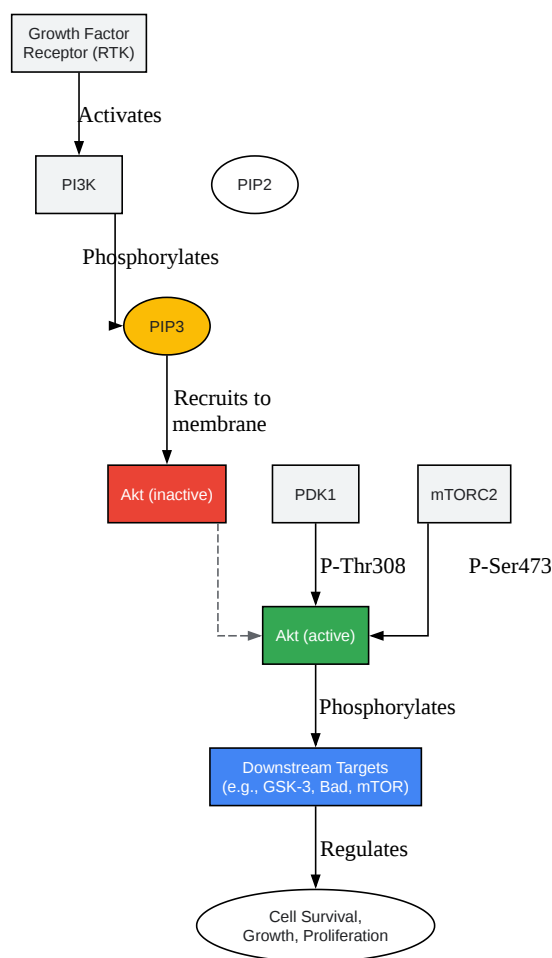 Growth Factor
Receptor (RTK)
Activates
PI3K
PIP2
Phosphorylates
PIP3
Recruits to
membrane
Akt (inactive)
PDK1
mTORC2
P-Thr308
P-Ser473
Akt (active)
Phosphorylates
Downstream Targets
(e.g., GSK-3, Bad, mTOR)
Regulates
Cell Survival,
Growth, Proliferation